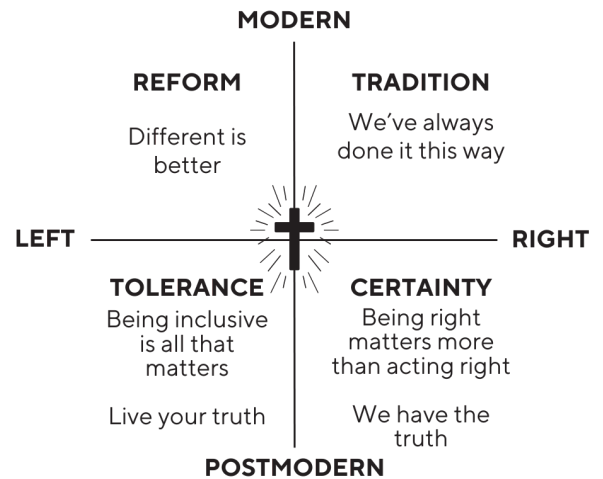 MODERN
REFORM
Different is
better
TRADITION
We've always
done it this way
LEFT
RIGHT
TOLERANCE
Being inclusive
is all that
matters
Live your truth
CERTAINTY
Being right
matters more
than acting right
We have the
truth
POSTMODERN